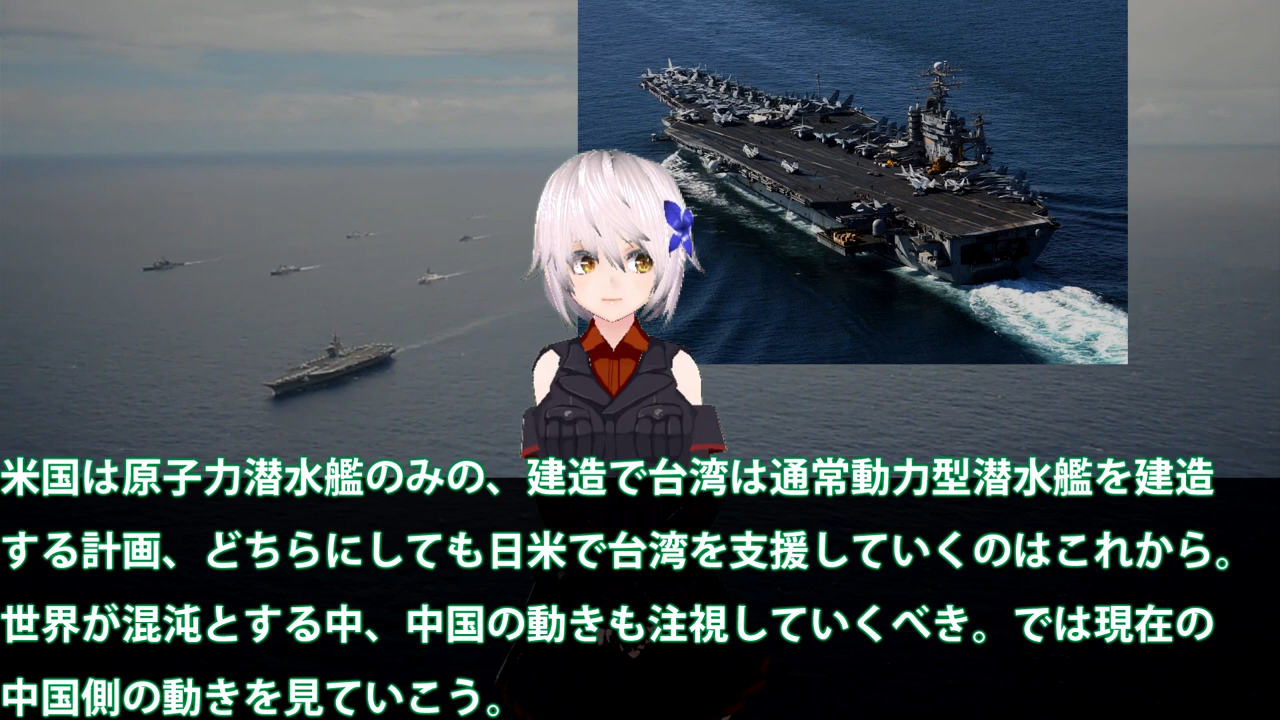 米国は原子力潜水艦のみの、建造で台湾は通常動力型潜水艦を建造
する計画、どちらにしても日米で台湾を支援していくのはこれから。
世界が混沌とする中、中国の動きも注視していくべき。では現在の
中国側の動きを見ていこう。